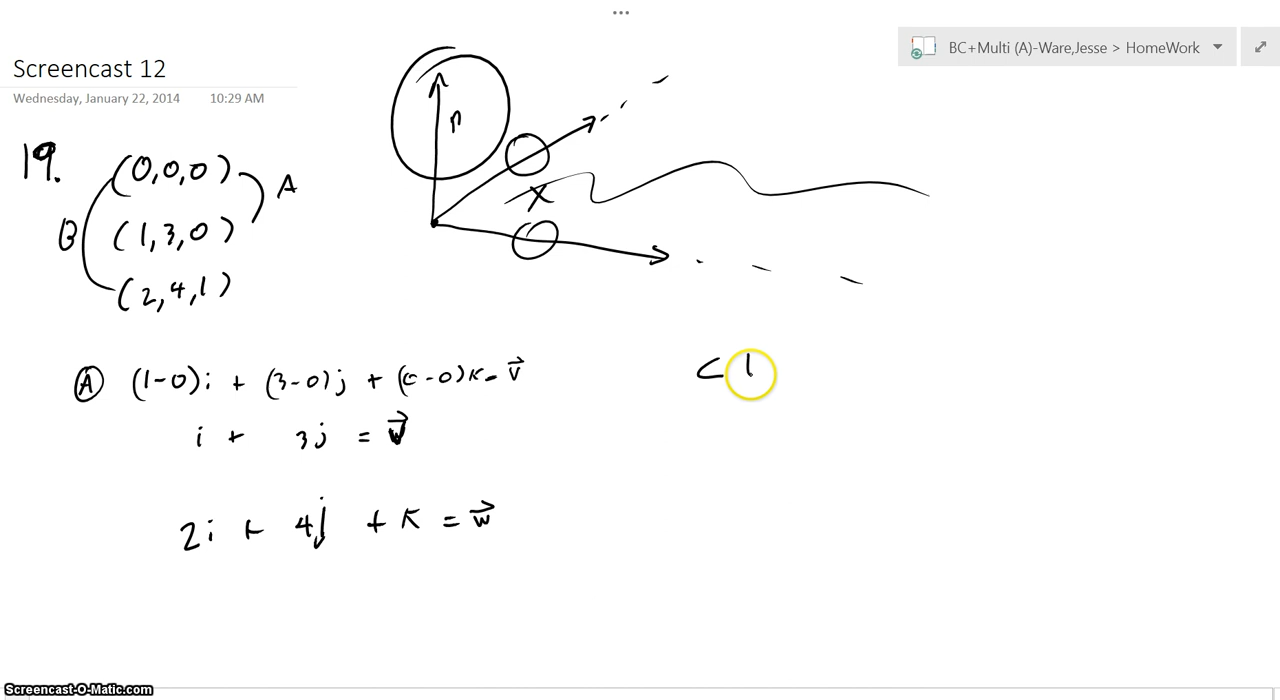 BC+Multi (A)-Ware,Jesse > HomeWork
Screencast 12
Wednesday, January 22, 2014 10:29 AM
19. (0,0,0) A
B (1,3,0)
(2,4,1)
n
x
A (1-0)i + (3-0)j + (0-0)k = v⃗
i + 3j = v⃗
2i + 4j + k = w⃗
< 1
Screencast-O-Matic.com